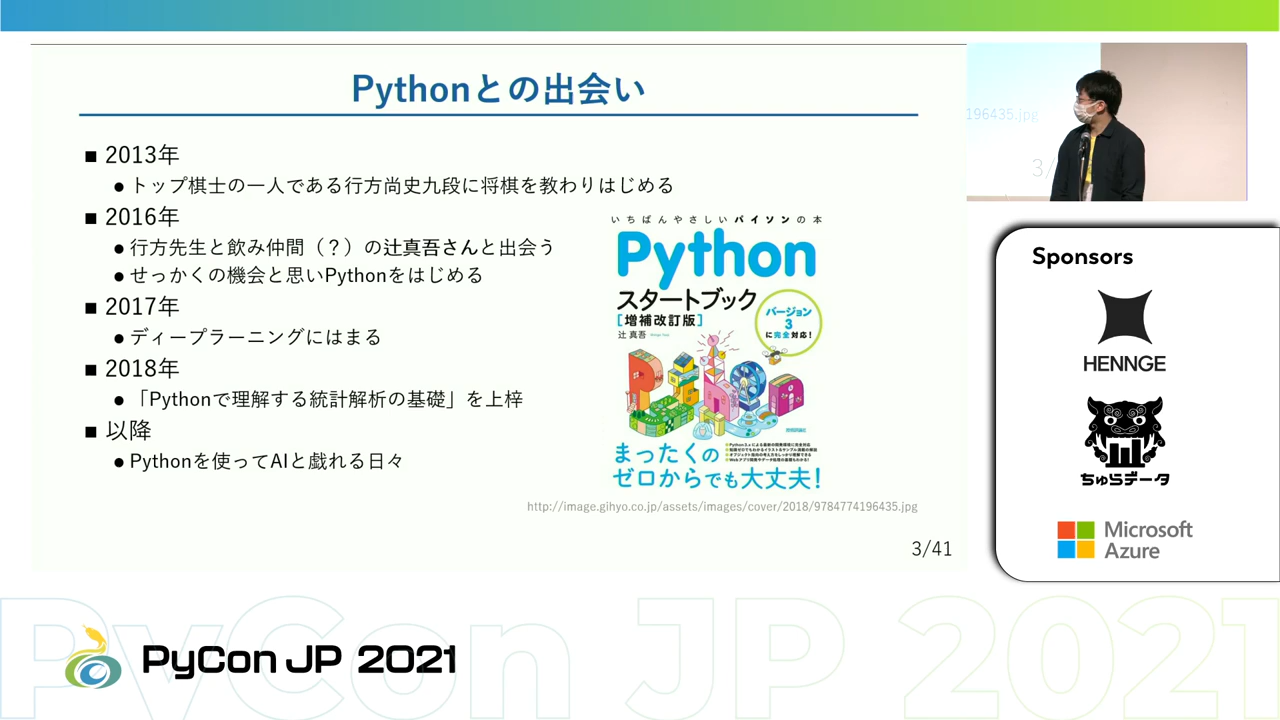 Pythonとの出会い
■ 2013年
● トップ棋士の一人である行方尚史九段に将棋を教わりはじめる
■ 2016年
● 行方先生と飲み仲間（？）の辻真吾さんと出会う
● せっかくの機会と思いPythonをはじめる
■ 2017年
● ディープラーニングにはまる
■ 2018年
● 「Pythonで理解する統計解析の基礎」を上梓
■ 以降
● Pythonを使ってAIと戯れる日々
いちばんやさしいパイソンの本
Python
スタートブック
[増補改訂版]
辻 真吾
バージョン
3
に完全対応!
まったくの
ゼロからでも大丈夫!
http://image.gihyo.co.jp/assets/images/cover/2018/9784774196435.jpg
3/41
196435.jpg
3/
Sponsors
HENNGE
ちゅらデータ
Microsoft
Azure
PyCon JP 2021
PyCon JP 2021